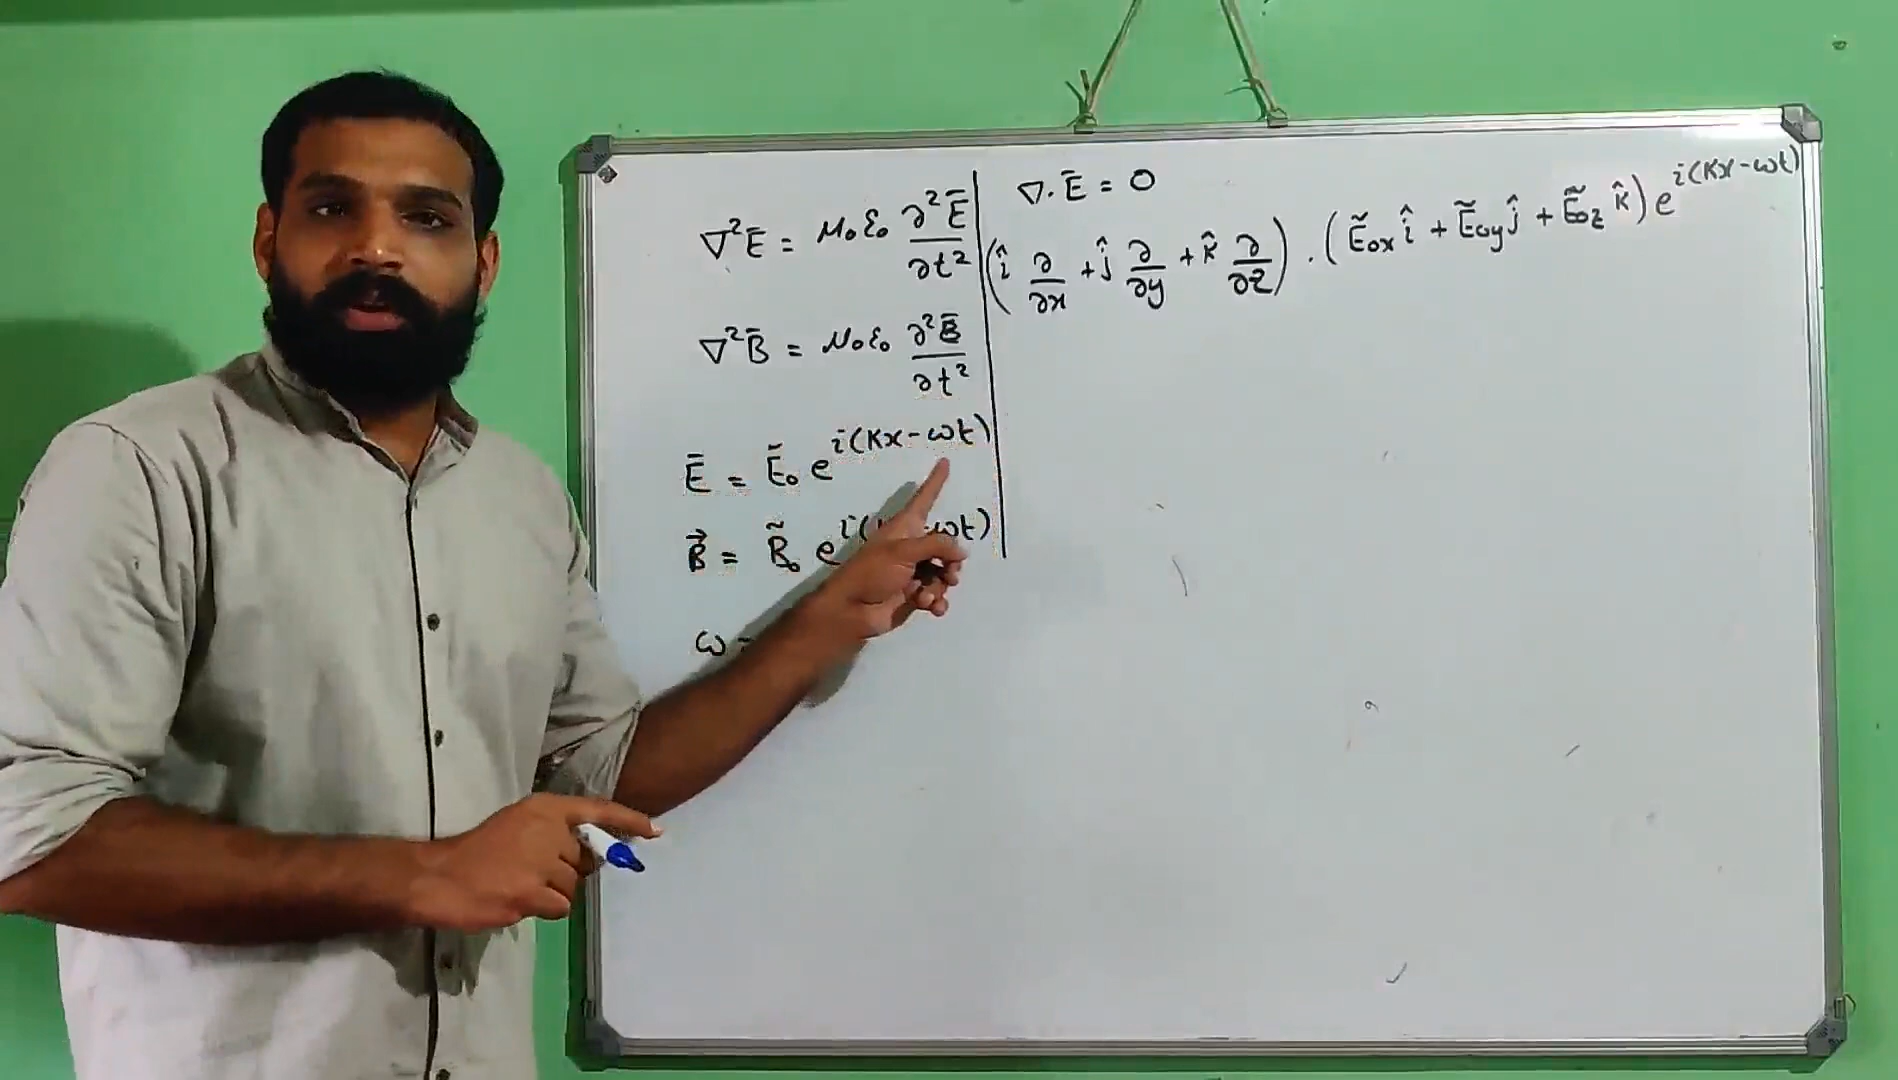 ∇²Ē = μ₀ε₀ ∂²Ē/∂t²
∇²B̄ = μ₀ε₀ ∂²B̄/∂t²
Ē = Ẽ₀ e^i(Kx-ωt)
B⃗ = B̃₀ e^i( -ωt)
ω =
∇·Ē = 0
(î ∂/∂x + ĵ ∂/∂y + k̂ ∂/∂z) · (Ẽ₀ₓ î + Ẽ₀y ĵ + Ẽ₀z k̂) e^i(Kx-ωt)